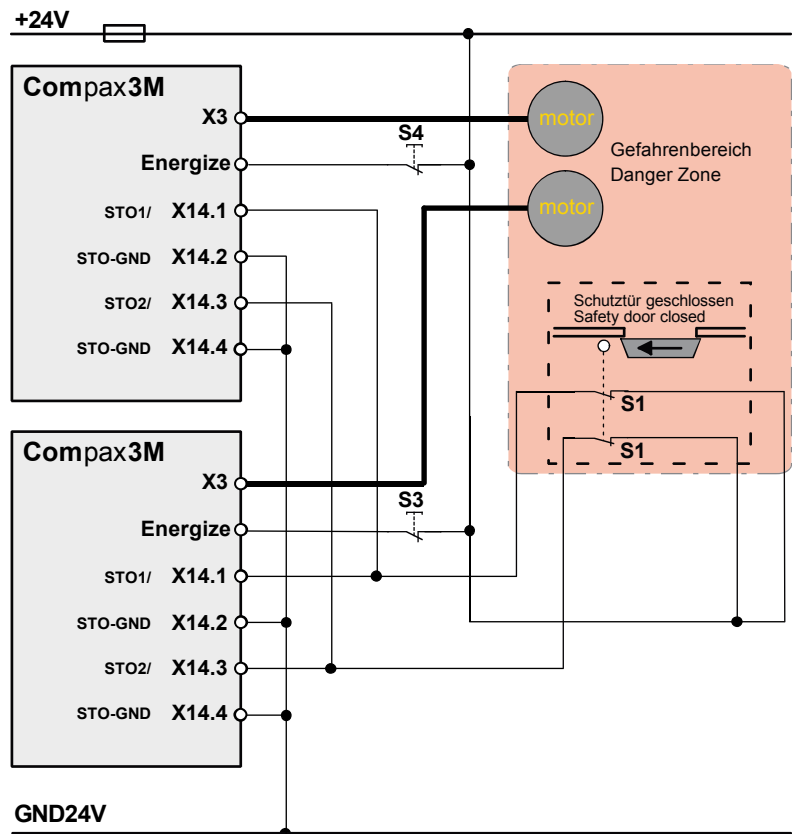 +24V
Compax3M
X3
Energize
STO1/ X14.1
STO-GND X14.2
STO2/ X14.3
STO-GND X14.4
S4
motor
motor
Gefahrenbereich
Danger Zone
Schutztür geschlossen
Safety door closed
S1
S1
Compax3M
X3
Energize
STO1/ X14.1
STO-GND X14.2
STO2/ X14.3
STO-GND X14.4
S3
GND24V